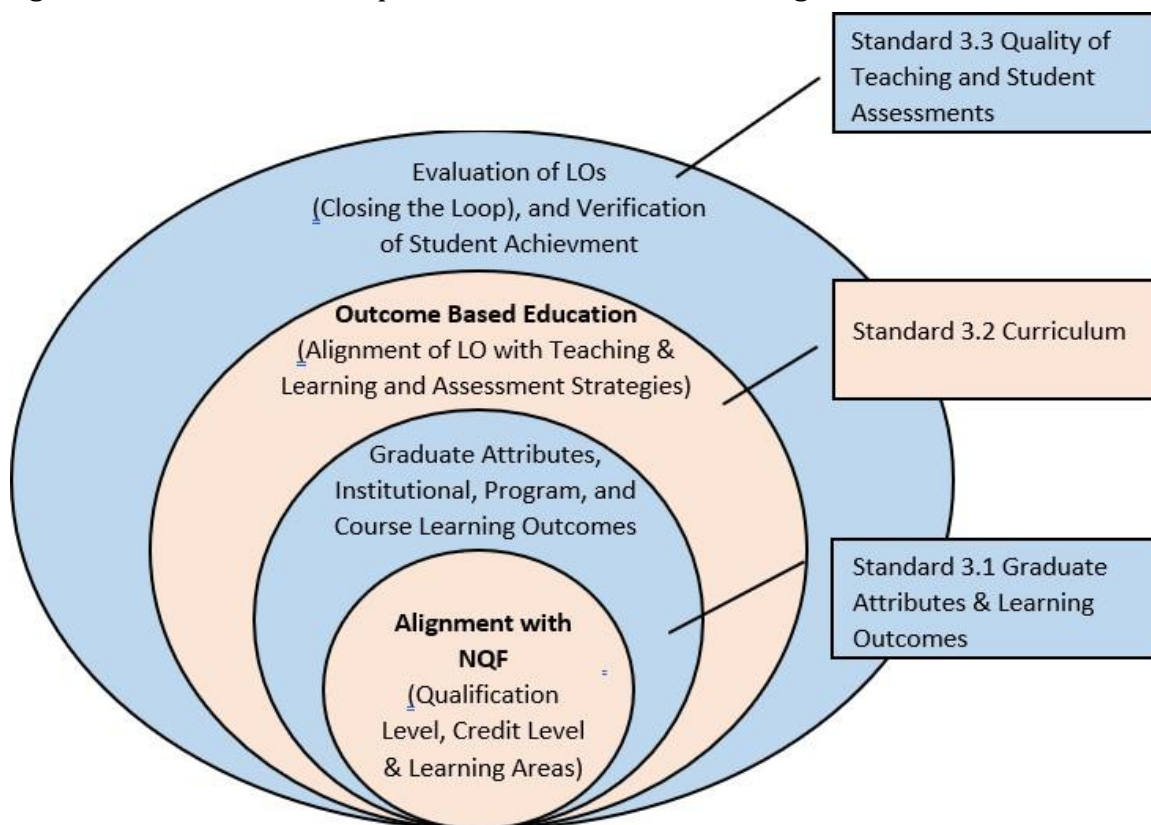 Standard 3.3 Quality of
Teaching and Student
Assessments
Evaluation of LOs
(Closing the Loop), and Verification
of Student Achievment
Outcome Based Education
(Alignment of LO with Teaching &
Learning and Assessment Strategies)
Standard 3.2 Curriculum
Graduate Attributes,
Institutional, Program, and
Course Learning Outcomes
Standard 3.1 Graduate
Attributes & Learning
Outcomes
Alignment with
NQF
(Qualification
Level, Credit Level
& Learning Areas)